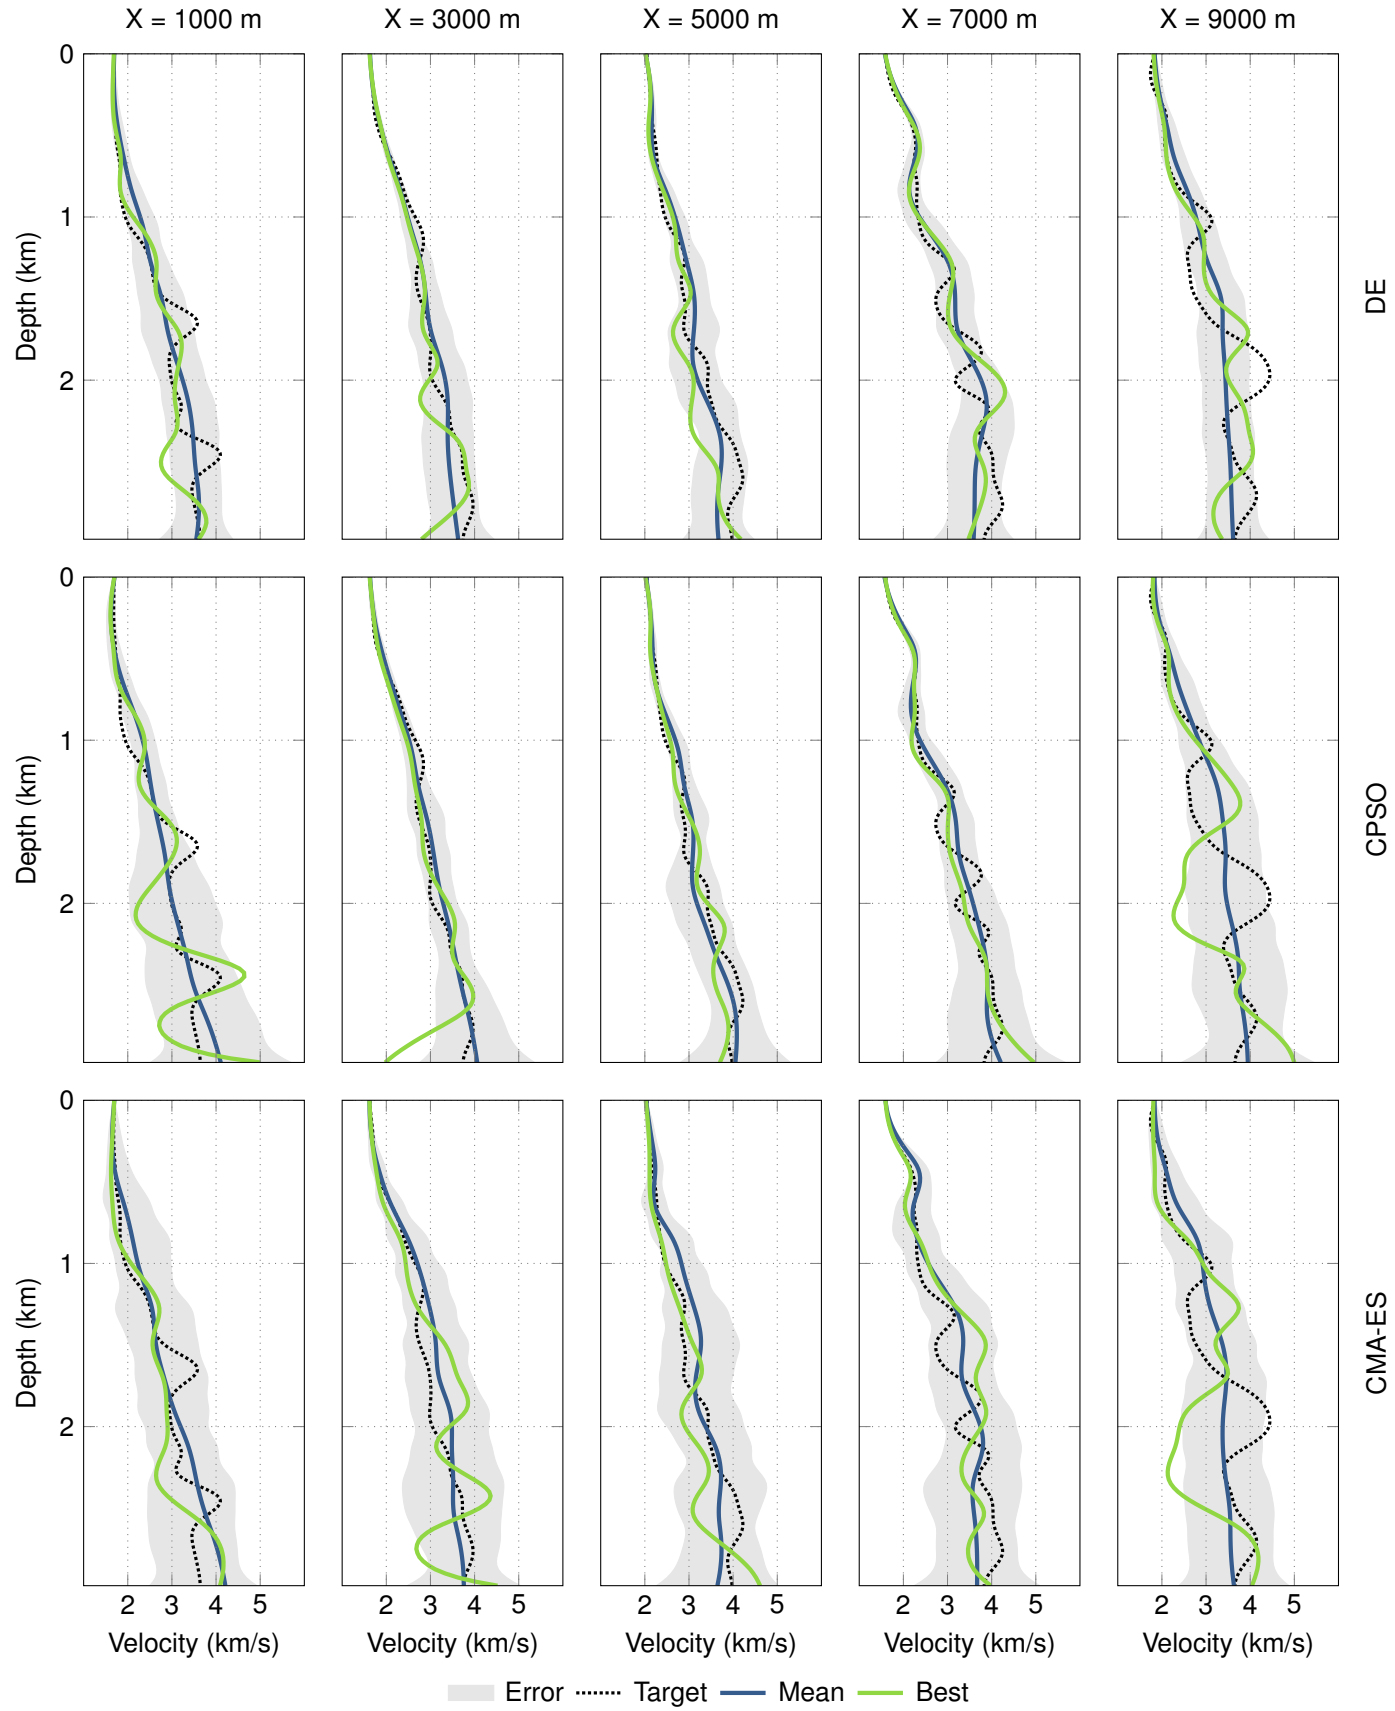 X = 1000 m X = 3000 m X = 5000 m X = 7000 m X = 9000 m
0
1
2
Depth (km)
DE
0
1
2
Depth (km)
CPSO
0
1
2
Depth (km)
CMA-ES
2 3 4 5 2 3 4 5 2 3 4 5 2 3 4 5 2 3 4 5
Velocity (km/s) Velocity (km/s) Velocity (km/s) Velocity (km/s) Velocity (km/s)
Error Target Mean Best